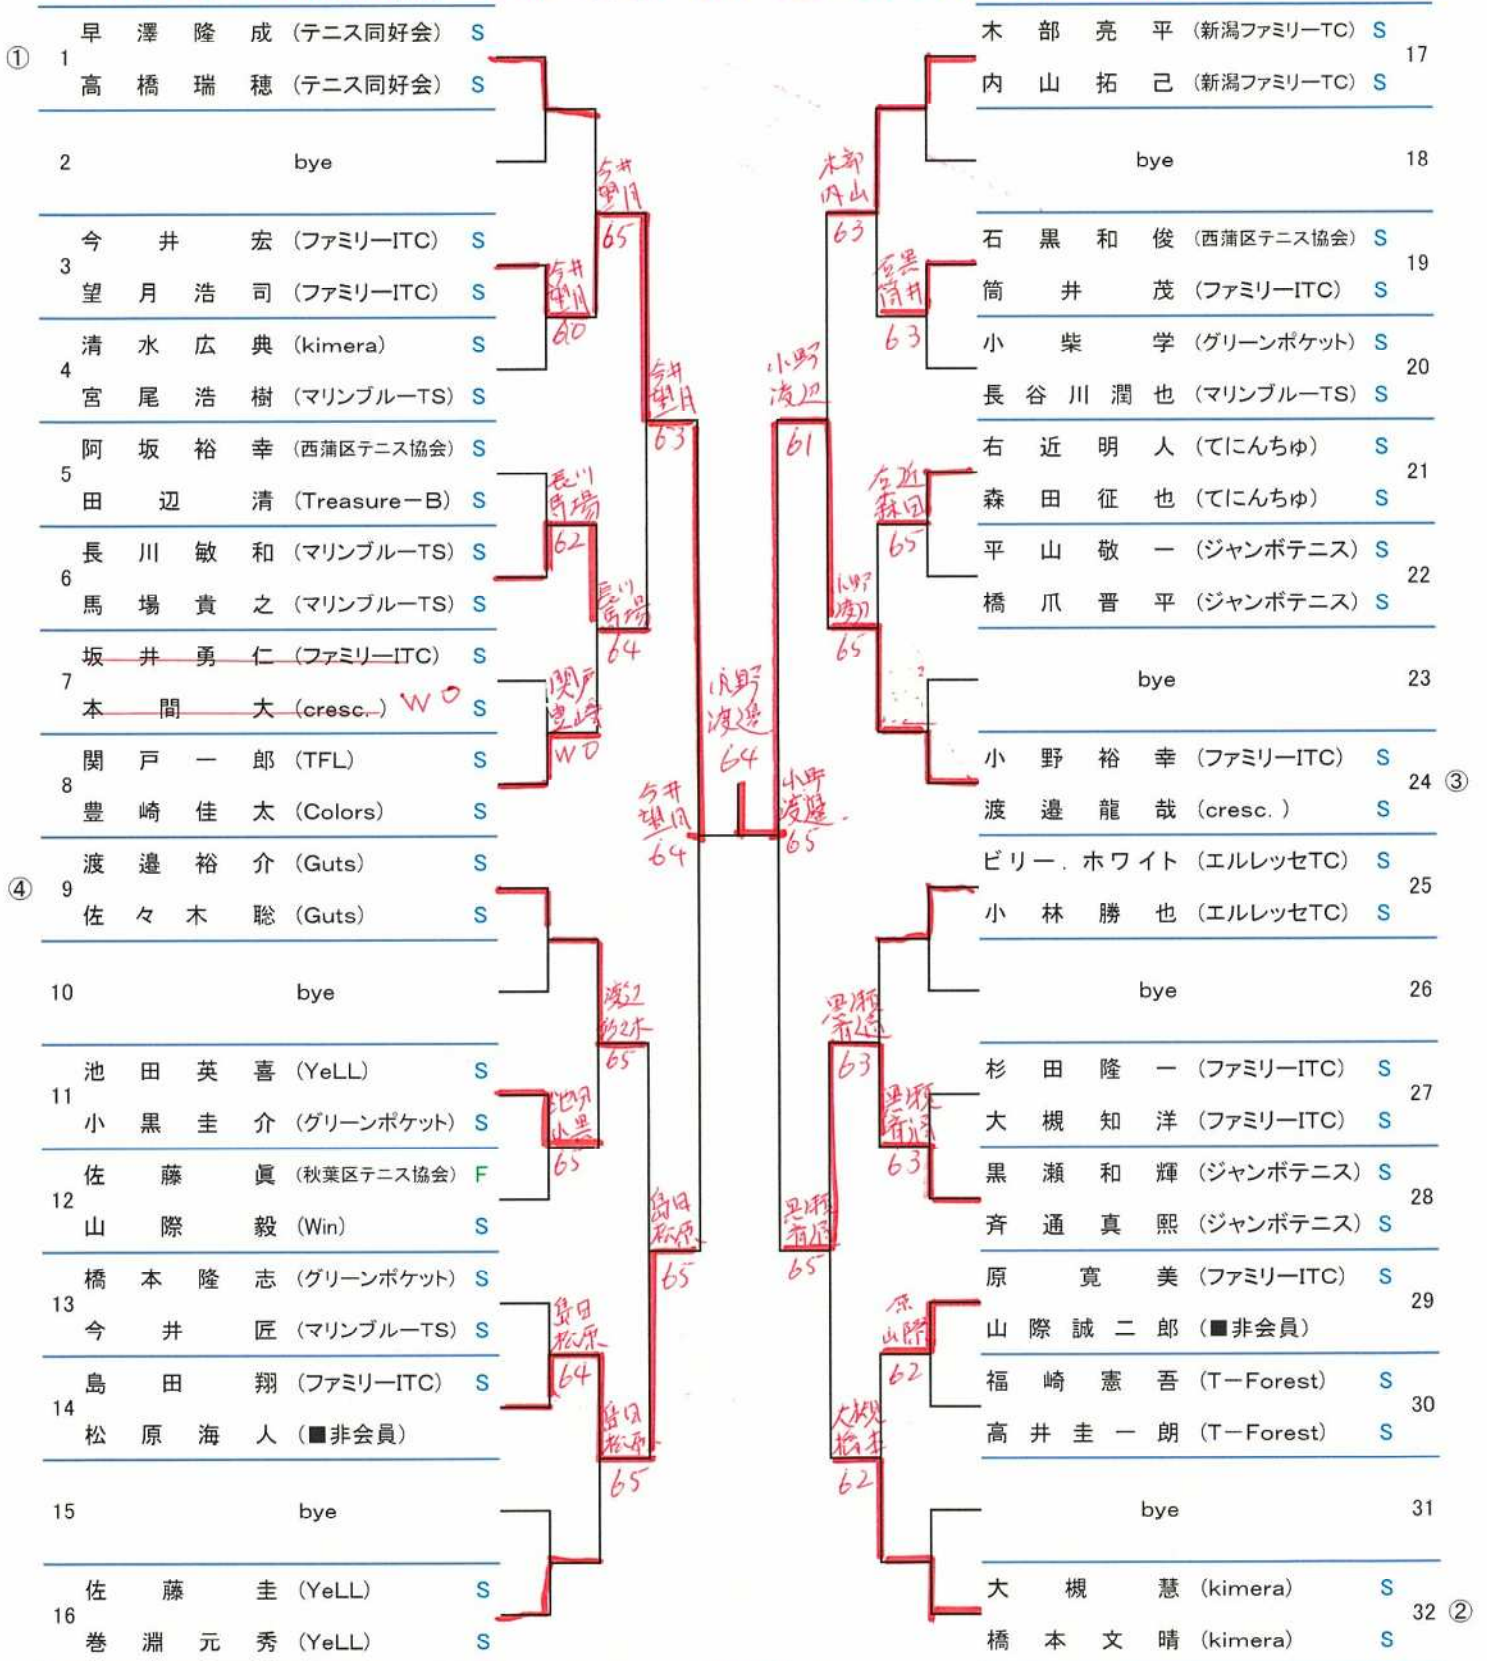 ① 1 早澤隆成 (テニス同好会) S
高橋瑞穂 (テニス同好会) S
2 bye
3 今井宏 (ファミリーITC) S
望月浩司 (ファミリーITC) S
4 清水広典 (kimera) S
宮尾浩樹 (マリンブルーTS) S
5 阿坂裕幸 (西蒲区テニス協会) S
田辺清 (Treasure－B) S
6 長川敏和 (マリンブルーTS) S
馬場貴之 (マリンブルーTS) S
7 坂井勇仁 (ファミリーITC) S
本間大 (cresc.) WO S
8 関戸一郎 (TFL) S
豊崎佳太 (Colors) S
④ 9 渡邉裕介 (Guts) S
佐々木聡 (Guts) S
10 bye
11 池田英喜 (YeLL) S
小黒圭介 (グリーンポケット) S
12 佐藤眞 (秋葉区テニス協会) F
山際毅 (Win) S
13 橋本隆志 (グリーンポケット) S
今井匠 (マリンブルーTS) S
14 島田翔 (ファミリーITC) S
松原海人 (■非会員)
15 bye
16 佐藤圭 (YeLL) S
巻淵元秀 (YeLL) S
今井
望月
60
長川
馬場
62
関戸
豊崎
WO
池田
小黒
65
島田
松原
64
今井
望月
65
長川
馬場
64
渡辺
佐々木
65
島田
松原
65
今井
望月
63
島田
松原
65
今井
望月
64
渡邉
64
小野
渡邉
65
小野
渡辺
61
黒瀬
斉通
65
木部
内山
63
小野
渡辺
65
黒瀬
斉通
63
大槻
橋本
62
石黒
筒井
63
右近
森田
65
黒瀬
斉通
63
原
山際
62
木部亮平 (新潟ファミリーTC) S 17
内山拓己 (新潟ファミリーTC) S
bye 18
石黒和俊 (西蒲区テニス協会) S 19
筒井茂 (ファミリーITC) S
小柴学 (グリーンポケット) S 20
長谷川潤也 (マリンブルーTS) S
右近明人 (てにんちゅ) S 21
森田征也 (てにんちゅ) S
平山敬一 (ジャンボテニス) S 22
橋爪晋平 (ジャンボテニス) S
bye 23
小野裕幸 (ファミリーITC) S 24 ③
渡邉龍哉 (cresc.) S
ビリー．ホワイト (エルレッセTC) S 25
小林勝也 (エルレッセTC) S
bye 26
杉田隆一 (ファミリーITC) S 27
大槻知洋 (ファミリーITC) S
黒瀬和輝 (ジャンボテニス) S 28
斉通真熙 (ジャンボテニス) S
原寛美 (ファミリーITC) S 29
山際誠二郎 (■非会員)
福崎憲吾 (T－Forest) S 30
高井圭一朗 (T－Forest) S
bye 31
大槻慧 (kimera) S 32 ②
橋本文晴 (kimera) S